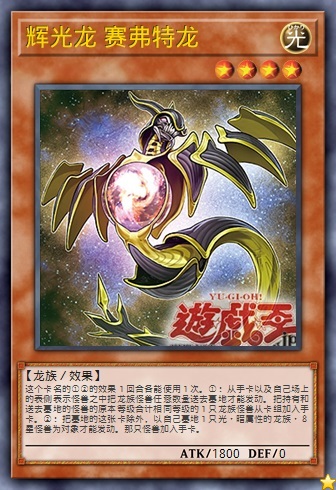 辉光龙 赛弗特龙
光
YU-GI-OH!
遊戯王
【龙族／效果】
这个卡名的①②的效果1回合各能使用1次。①：从手卡以及自己场上
的表侧表示怪兽之中把龙族怪兽任意数量送去墓地才能发动。把持有和
送去墓地的怪兽的原本等级合计相同等级的1只龙族怪兽从卡组加入手
卡。②：把墓地的这张卡除外，以自己墓地1只光·暗属性的龙族·8
星怪兽为对象才能发动。那只怪兽加入手卡。
ATK/1800 DEF/0